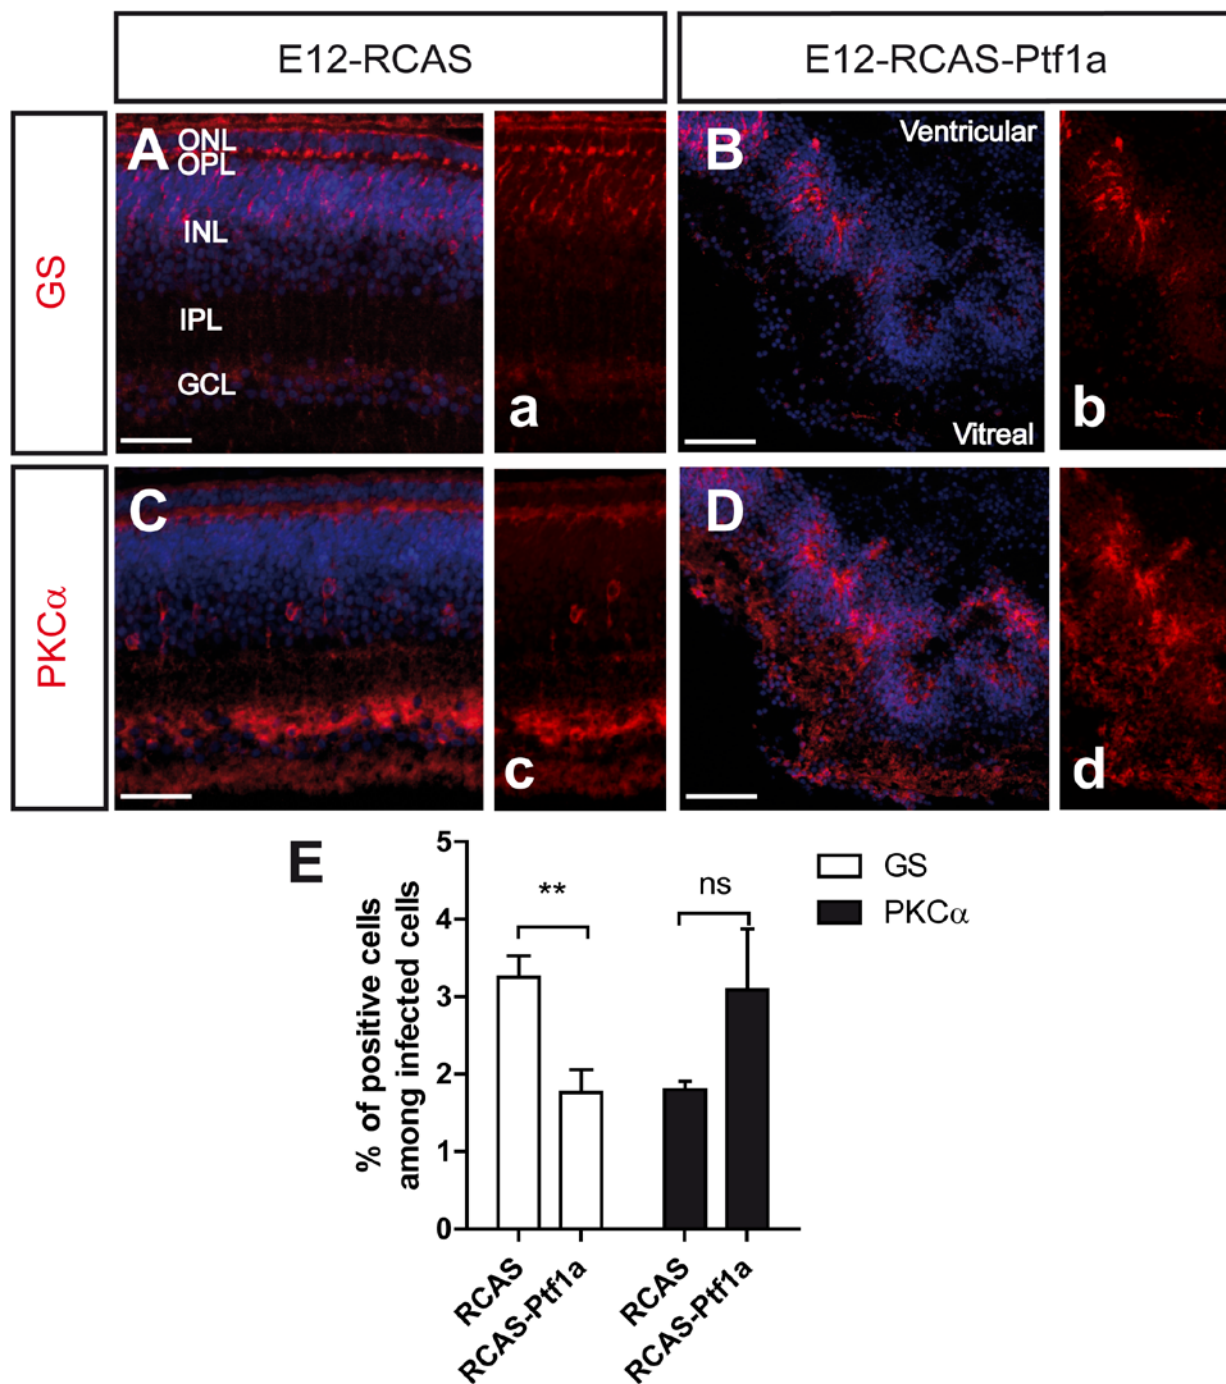 E12-RCAS
E12-RCAS-Ptf1a
GS
A
ONL
OPL
INL
IPL
GCL
a
B
Ventricular
Vitreal
b
PKCα
C
c
D
d
E
% of positive cells
among infected cells
5
4
3
2
1
0
**
ns
GS
PKCα
RCAS
RCAS-Ptf1a
RCAS
RCAS-Ptf1a